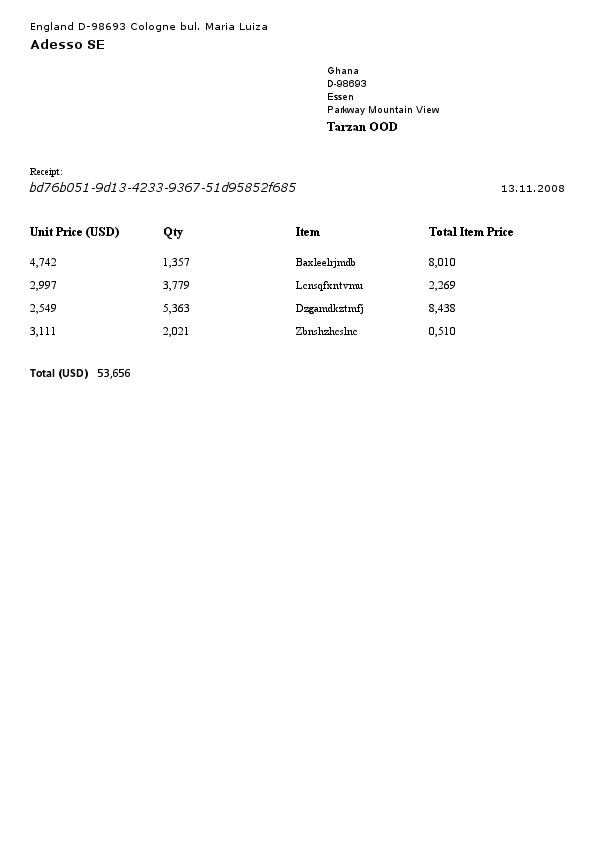 England D-98693 Cologne bul. Maria Luiza
Adesso SE
Ghana
D-98693
Essen
Parkway Mountain View
Tarzan OOD
Receipt:
bd76b051-9d13-4233-9367-51d95852f685 13.11.2008
Unit Price (USD) Qty Item Total Item Price
4,742 1,357 Baxleelrjmdb 8,010
2,997 3,779 Lcnsqfxntvmu 2,269
2,549 5,363 Dzgamdkztmfj 8,438
3,111 2,021 Zbnshzhcslnc 0,510
Total (USD) 53,656